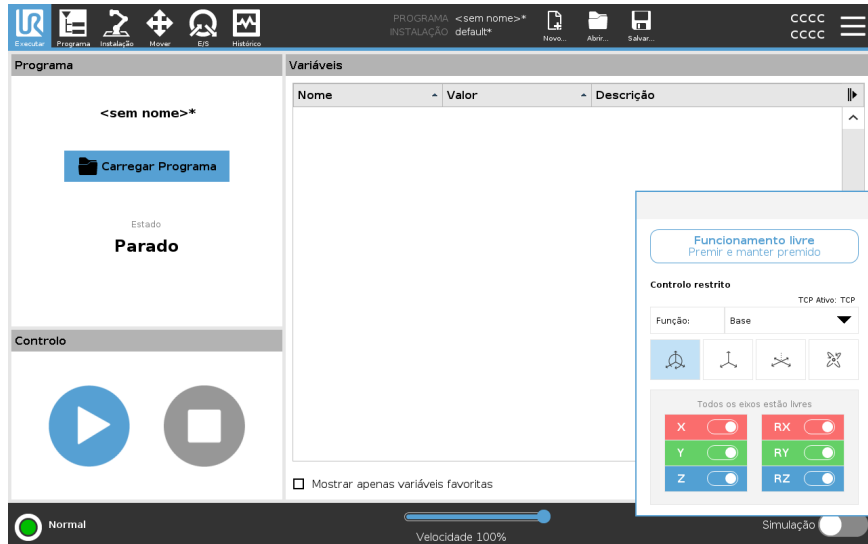 UR
Executar
Programa
Instalação
Mover
E/S
Histórico
PROGRAMA <sem nome>*
INSTALAÇÃO default*
Novo...
Abrir...
Salvar...
CCCC
CCCC
Programa
<sem nome>*
Carregar Programa
Estado
Parado
Controlo
Variáveis
Nome
Valor
Descrição
Mostrar apenas variáveis favoritas
Funcionamento livre
Premir e manter premido
Controlo restrito
TCP Ativo: TCP
Função: Base
Todos os eixos estão livres
X RX
Y RY
Z RZ
Normal
Velocidade 100%
Simulação